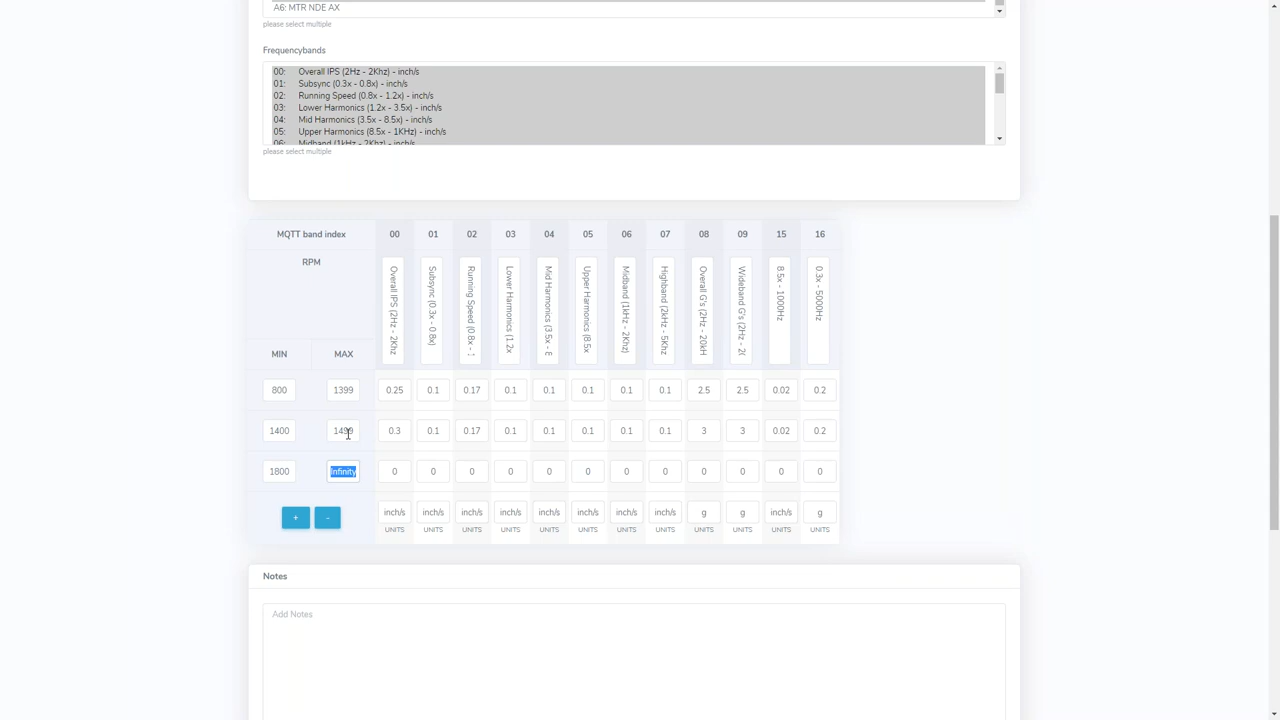 A6: MTR NDE AX
please select multiple
Frequencybands
00: Overall IPS (2Hz - 2Khz) - inch/s
01: Subsync (0.3x - 0.8x) - inch/s
02: Running Speed (0.8x - 1.2x) - inch/s
03: Lower Harmonics (1.2x - 3.5x) - inch/s
04: Mid Harmonics (3.5x - 8.5x) - inch/s
05: Upper Harmonics (8.5x - 1KHz) - inch/s
06: Midband (1kHz - 2Khz) - inch/s
please select multiple
MQTT band index 00 01 02 03 04 05 06 07 08 09 15 16
RPM
Overall IPS (2Hz - 2Khz
Subsync (0.3x - 0.8x)
Running Speed (0.8x - 1
Lower Harmonics (1.2x
Mid Harmonics (3.5x - 8
Upper Harmonics (8.5x
Midband (1kHz - 2Khz)
Highband (2kHz - 5Khz
Overall G's (2Hz - 20kH
Wideband G's (2Hz - 2(
8.5x - 1000Hz
0.3x - 5000Hz
MIN MAX
800 1399 0.25 0.1 0.17 0.1 0.1 0.1 0.1 0.1 2.5 2.5 0.02 0.2
1400 1499 0.3 0.1 0.17 0.1 0.1 0.1 0.1 0.1 3 3 0.02 0.2
1800 Infinity 0 0 0 0 0 0 0 0 0 0 0 0
+ - inch/s inch/s inch/s inch/s inch/s inch/s inch/s inch/s g g inch/s g
UNITS UNITS UNITS UNITS UNITS UNITS UNITS UNITS UNITS UNITS UNITS UNITS
Notes
Add Notes